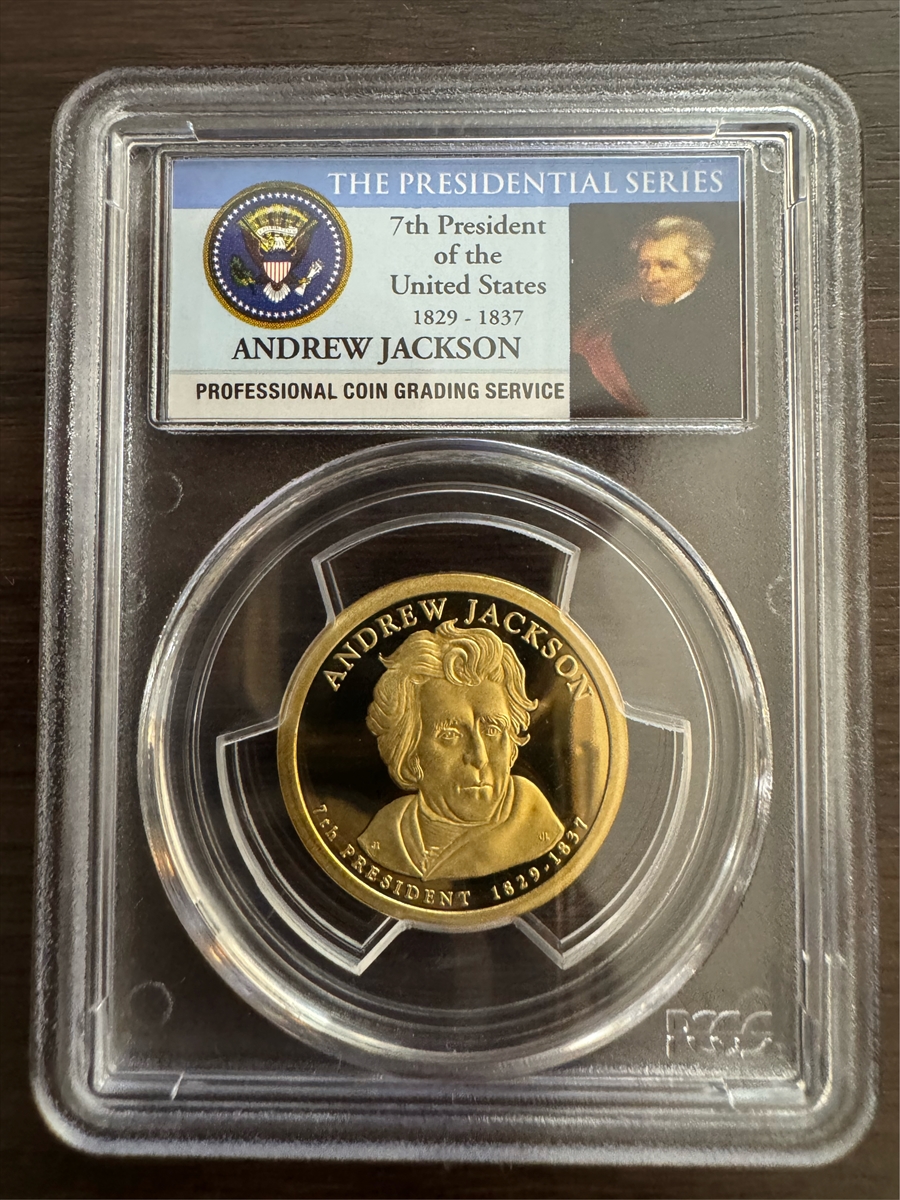 THE PRESIDENTIAL SERIES
7th President
of the
United States
1829 - 1837
ANDREW JACKSON
PROFESSIONAL COIN GRADING SERVICE
ANDREW JACKSON
7th PRESIDENT 1829-1837
PCGS